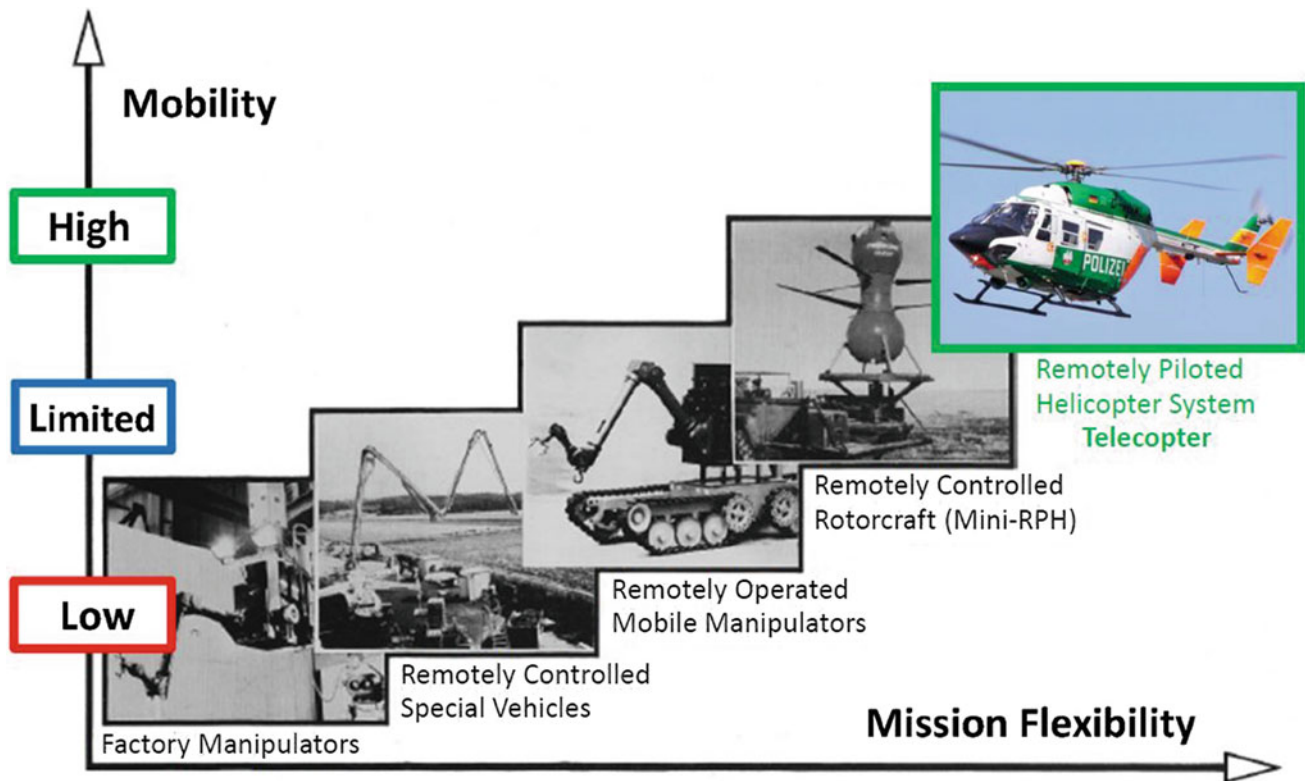 Mobility
High
Limited
Low
POLIZEI
Remotely Piloted
Helicopter System
Telecopter
Remotely Controlled
Rotorcraft (Mini-RPH)
Remotely Operated
Mobile Manipulators
Remotely Controlled
Special Vehicles
Factory Manipulators
Mission Flexibility